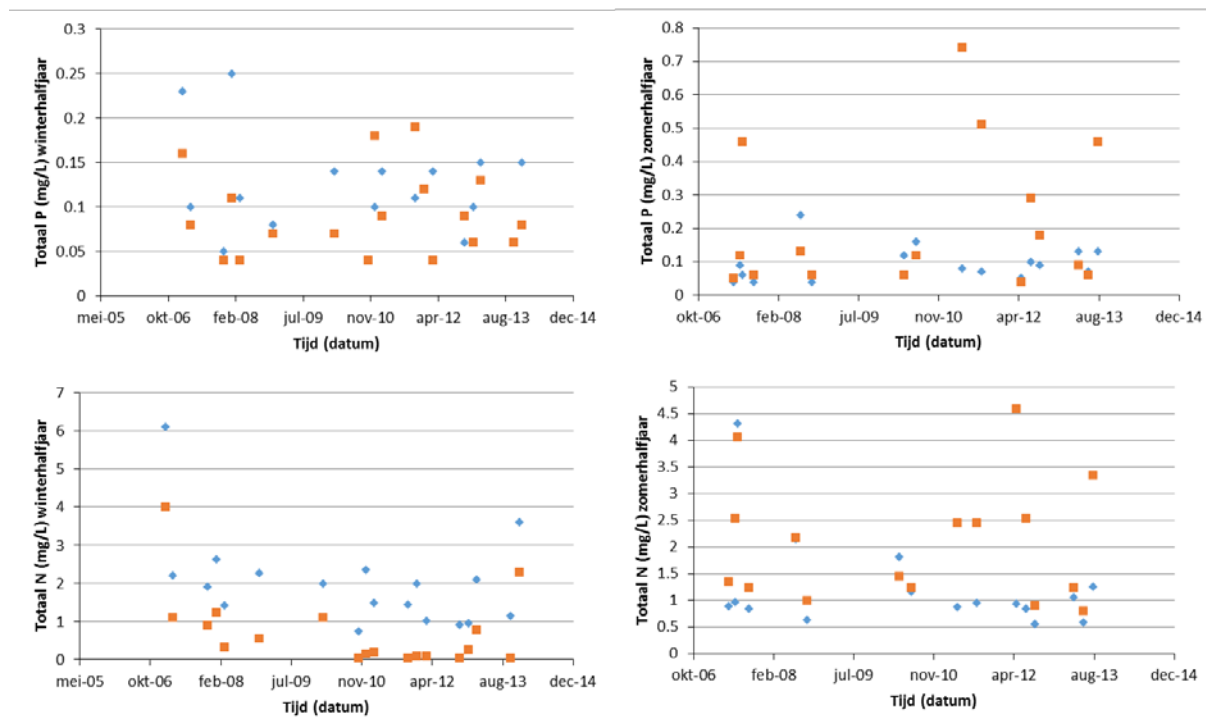 Totaal P (mg/L) winterhalfjaar
0.3
0.25
0.2
0.15
0.1
0.05
0
mei-05 okt-06 feb-08 jul-09 nov-10 apr-12 aug-13 dec-14
Tijd (datum)
Totaal P (mg/L) zomerhalfjaar
0.8
0.7
0.6
0.5
0.4
0.3
0.2
0.1
0
okt-06 feb-08 jul-09 nov-10 apr-12 aug-13 dec-14
Tijd (datum)
Totaal N (mg/L) winterhalfjaar
7
6
5
4
3
2
1
0
mei-05 okt-06 feb-08 jul-09 nov-10 apr-12 aug-13 dec-14
Tijd (datum)
Totaal N (mg/L) zomerhalfjaar
5
4.5
4
3.5
3
2.5
2
1.5
1
0.5
0
okt-06 feb-08 jul-09 nov-10 apr-12 aug-13 dec-14
Tijd (datum)